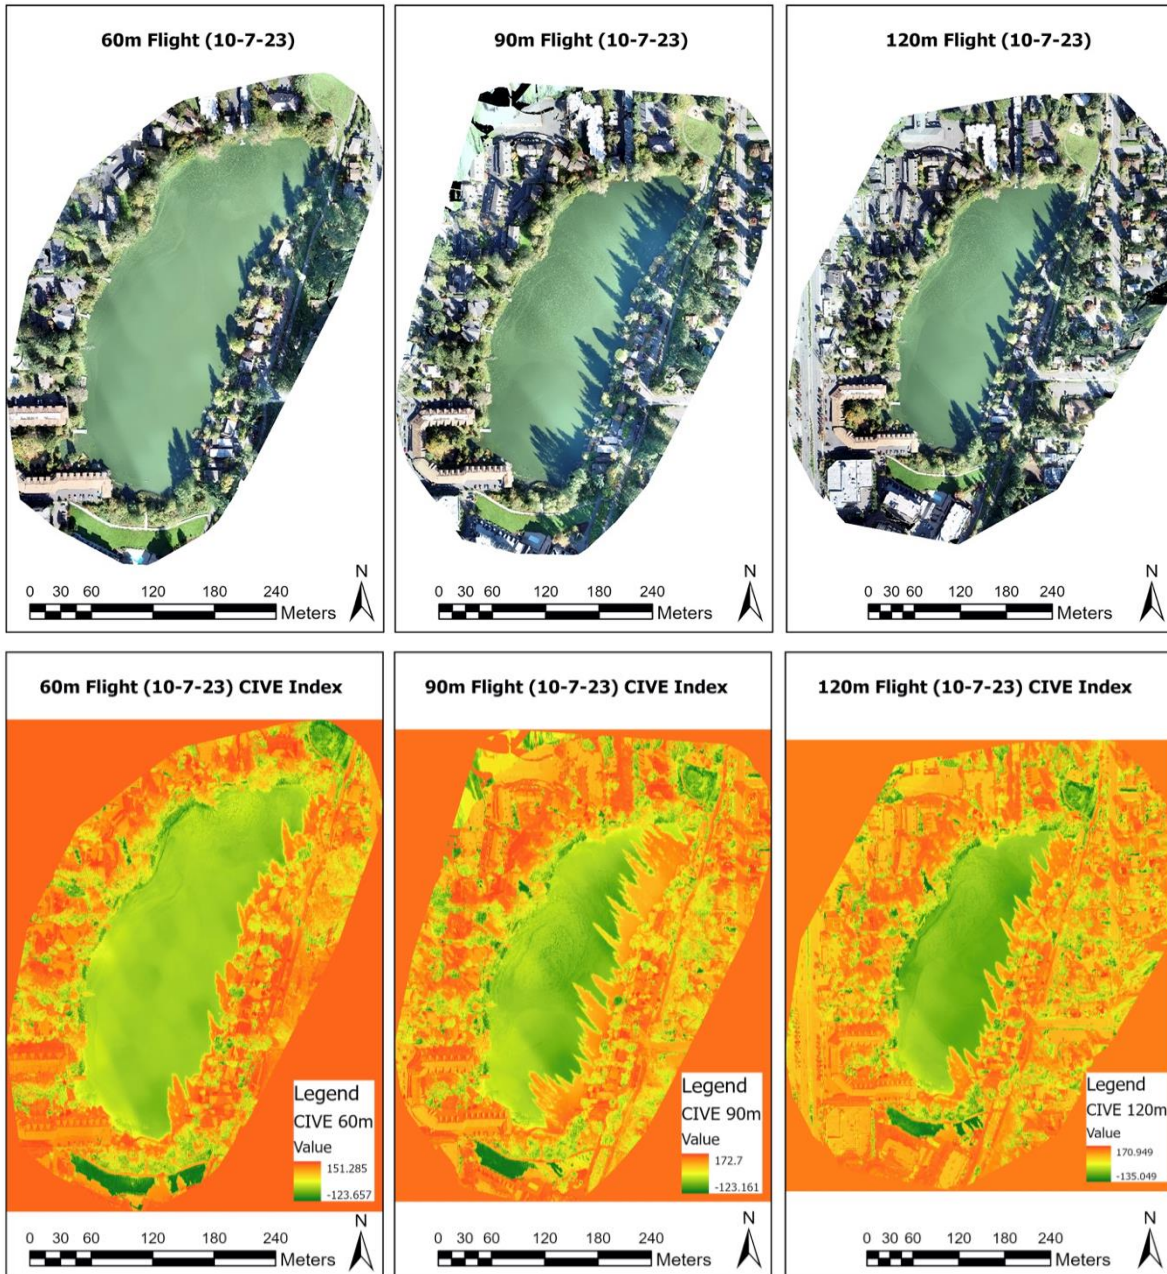 60m Flight (10-7-23)
90m Flight (10-7-23)
120m Flight (10-7-23)
N
0 30 60 120 180 240
Meters
N
0 30 60 120 180 240
Meters
N
0 30 60 120 180 240
Meters
60m Flight (10-7-23) CIVE Index
90m Flight (10-7-23) CIVE Index
120m Flight (10-7-23) CIVE Index
Legend
CIVE 60m
Value
151.285
-123.657
Legend
CIVE 90m
Value
172.7
-123.161
Legend
CIVE 120m
Value
170.949
-135.049
N
0 30 60 120 180 240
Meters
N
0 30 60 120 180 240
Meters
N
0 30 60 120 180 240
Meters